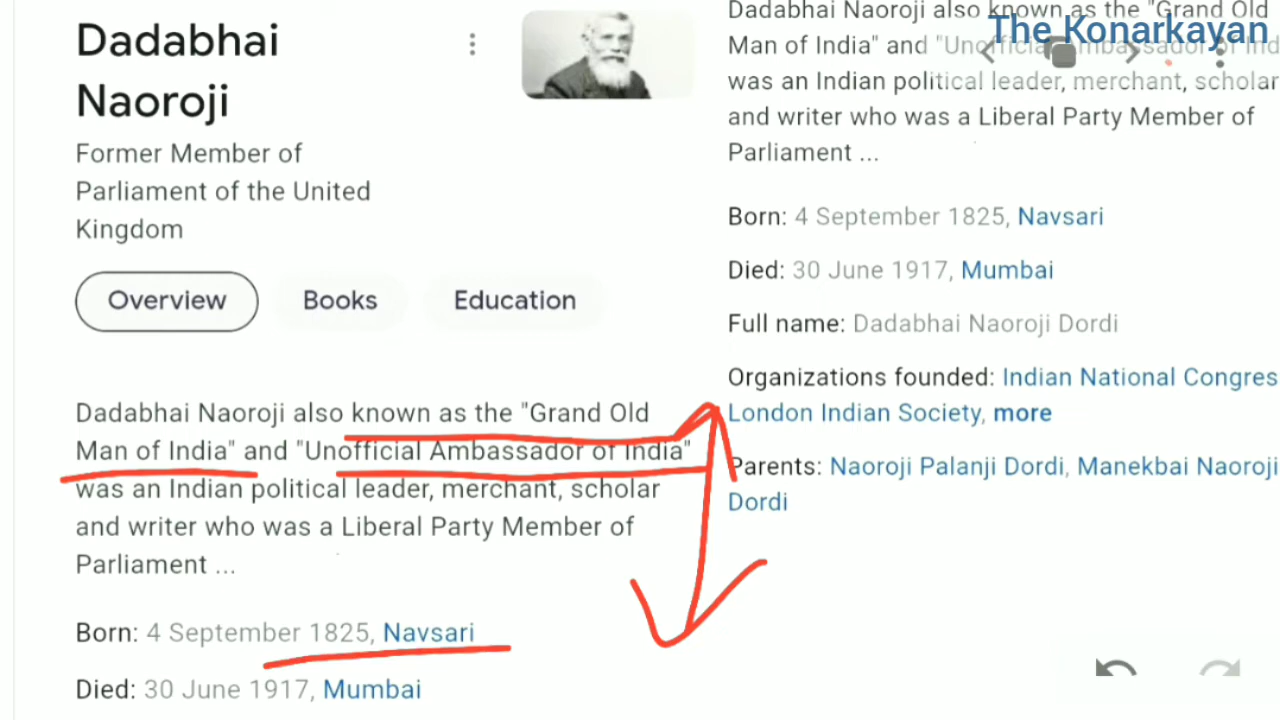 Dadabhai
Naoroji
Former Member of
Parliament of the United
Kingdom
Overview
Books
Education
Dadabhai Naoroji also known as the "Grand Old
Man of India" and "Unofficial Ambassador of India"
was an Indian political leader, merchant, scholar
and writer who was a Liberal Party Member of
Parliament ...
Born: 4 September 1825, Navsari
Died: 30 June 1917, Mumbai
The Konarkayan
Dadabhai Naoroji also known as the "Grand Old
Man of India" and "Unofficial Ambassador of Ind
was an Indian political leader, merchant, scholar
and writer who was a Liberal Party Member of
Parliament ...
Born: 4 September 1825, Navsari
Died: 30 June 1917, Mumbai
Full name: Dadabhai Naoroji Dordi
Organizations founded: Indian National Congres
London Indian Society, more
Parents: Naoroji Palanji Dordi, Manekbai Naoroji
Dordi